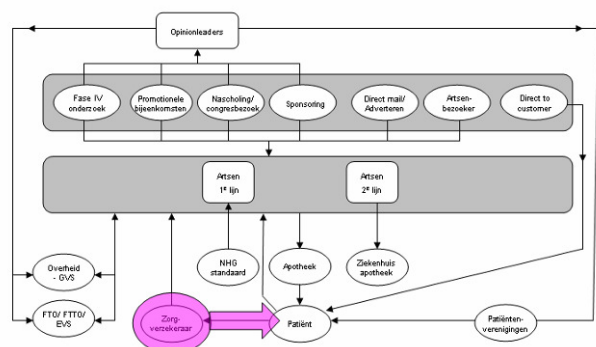 Opinionleaders
Fase IV/
onderzoek
Promotionele
bijeenkomsten
Nascholing/
congresbezoek
Sponsoring
Direct mail/
Adverteren
Artsen-
bezoeker
Direct to
customer
Artsen
1e lijn
Artsen
2e lijn
Overheid
- GVS
NHG
standaard
Apotheek
Ziekenhuis
apotheek
FTO/ FTTO/
EVS
Zorg-
verzekeraar
Patiënt
Patiënten-
verenigingen